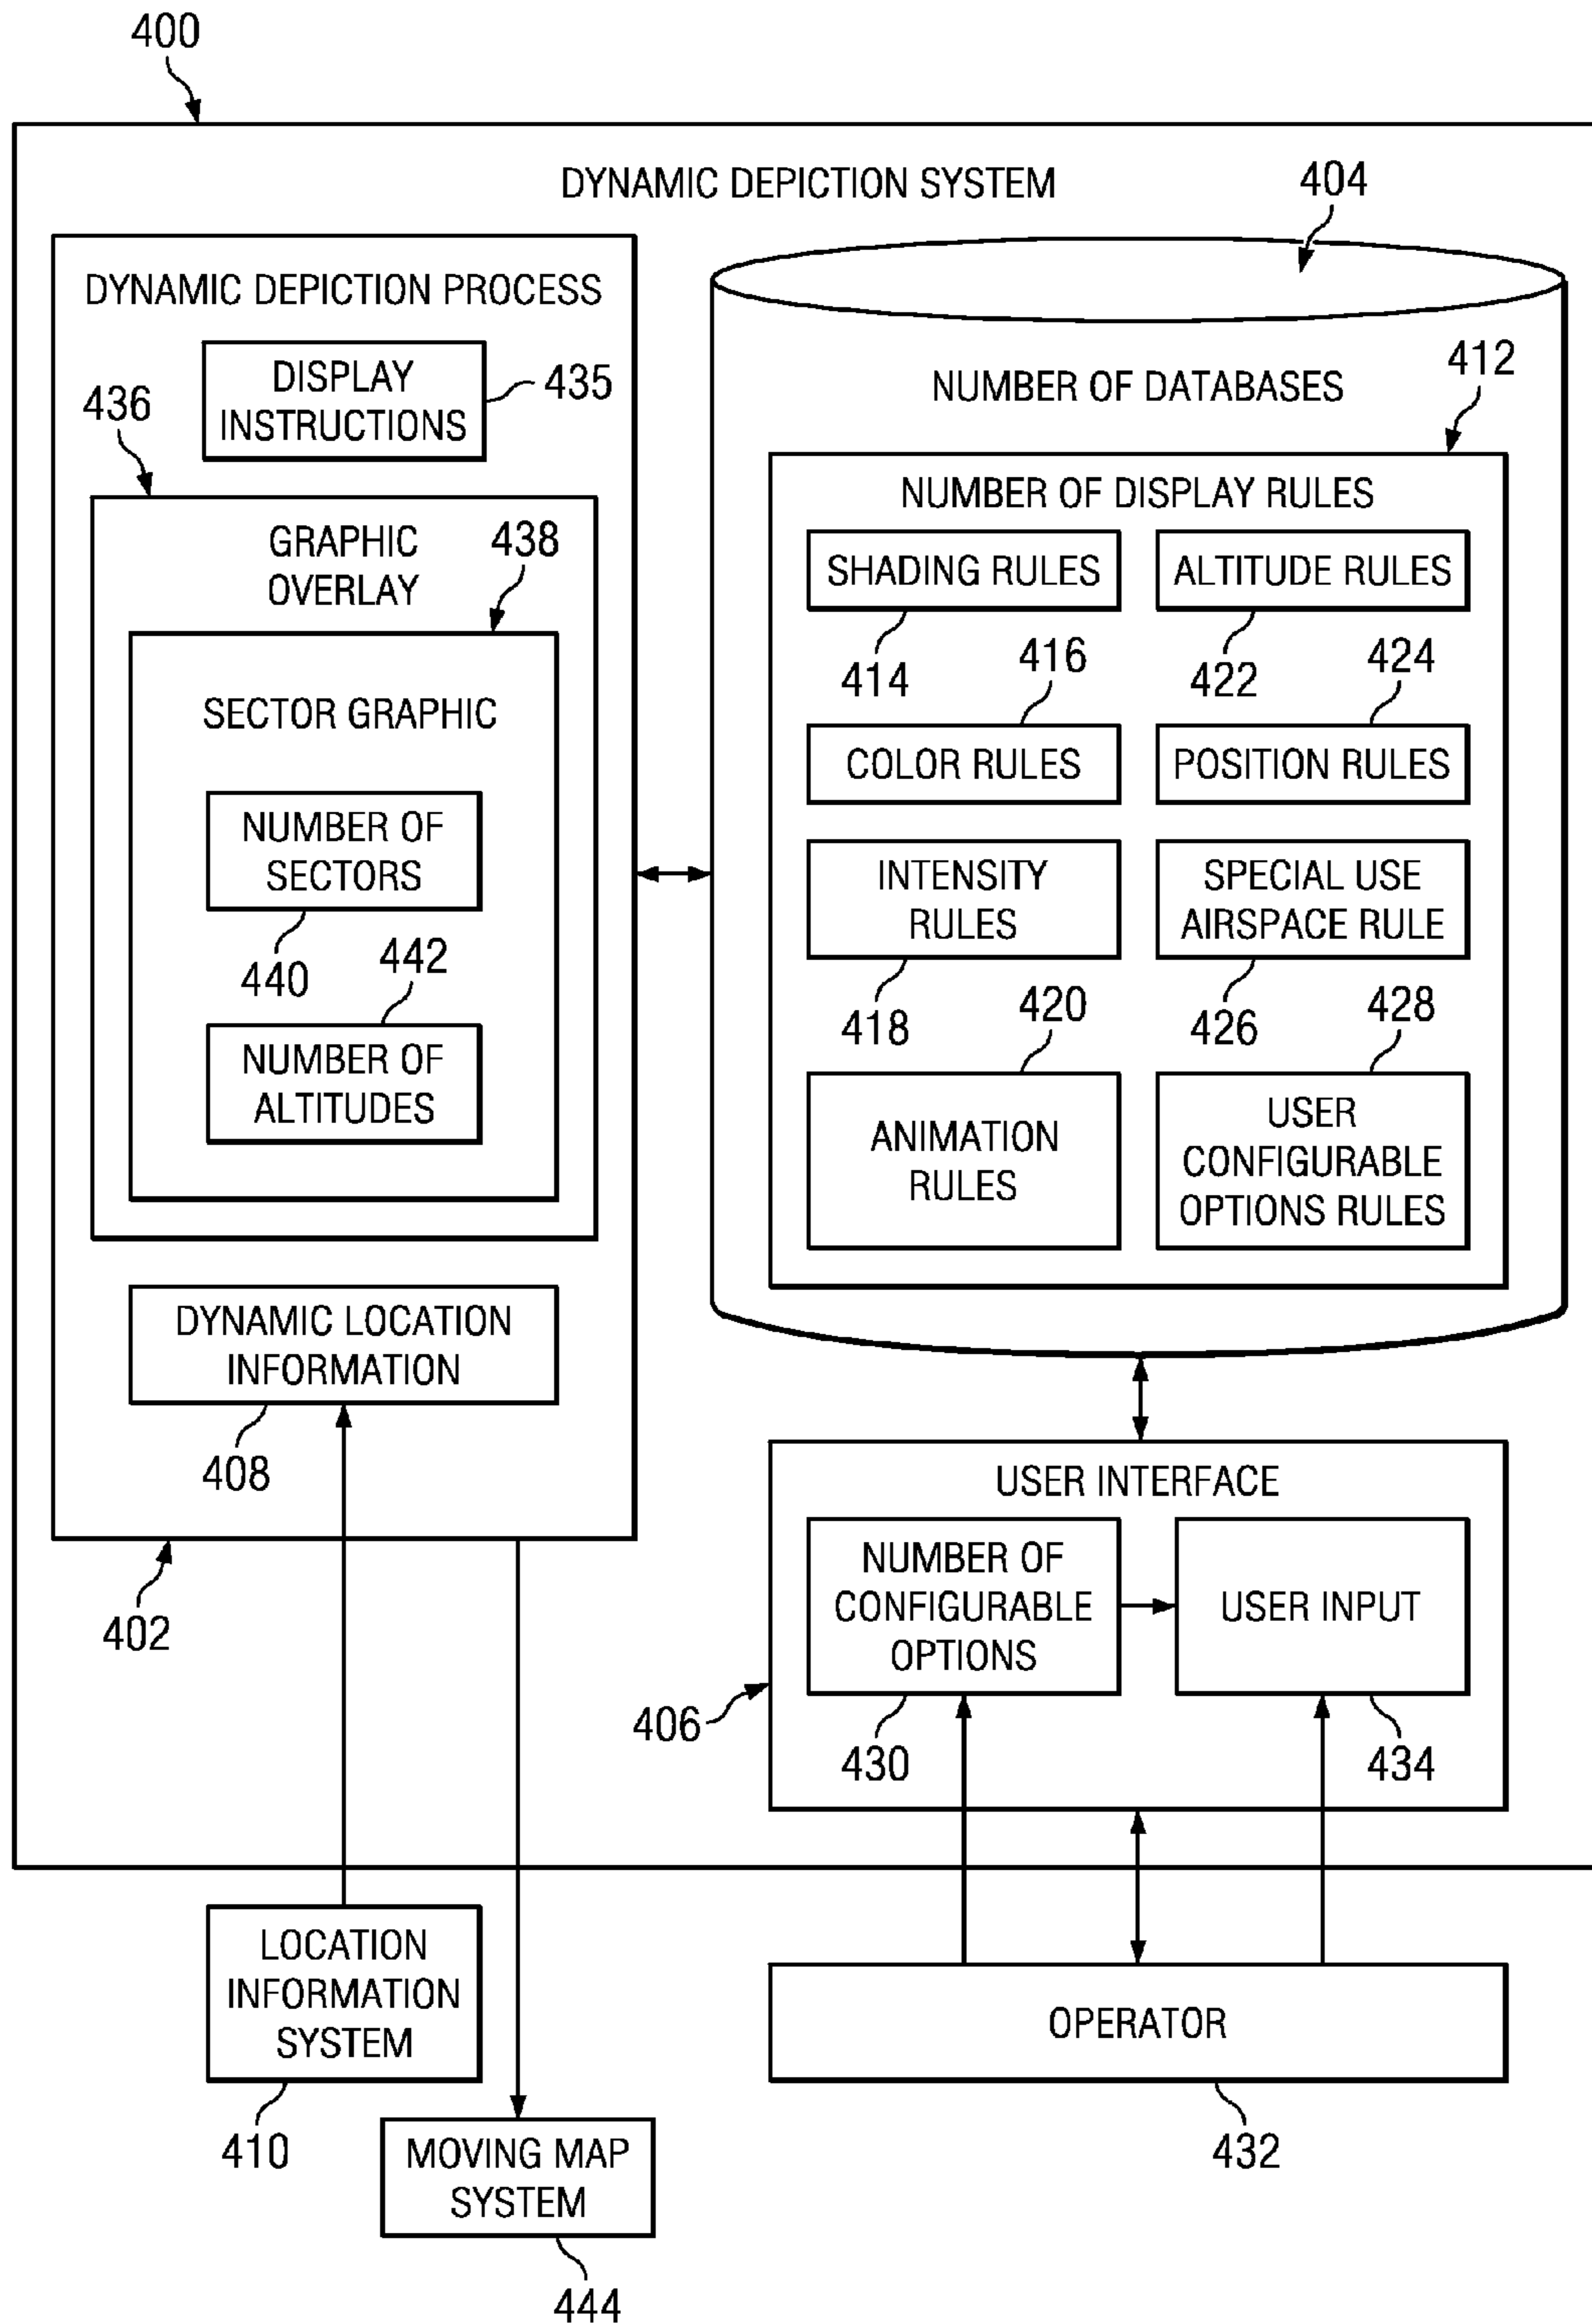 400
DYNAMIC DEPICTION SYSTEM
404
DYNAMIC DEPICTION PROCESS
DISPLAY
INSTRUCTIONS
435
436
GRAPHIC
OVERLAY
438
SECTOR GRAPHIC
NUMBER OF
SECTORS
440
442
NUMBER OF
ALTITUDES
DYNAMIC LOCATION
INFORMATION
408
402
NUMBER OF DATABASES
412
NUMBER OF DISPLAY RULES
SHADING RULES
ALTITUDE RULES
414
416
422
424
COLOR RULES
POSITION RULES
INTENSITY
RULES
SPECIAL USE
AIRSPACE RULE
418
420
426
428
ANIMATION
RULES
USER
CONFIGURABLE
OPTIONS RULES
USER INTERFACE
NUMBER OF
CONFIGURABLE
OPTIONS
USER INPUT
406
430
434
LOCATION
INFORMATION
SYSTEM
410
OPERATOR
432
MOVING MAP
SYSTEM
444